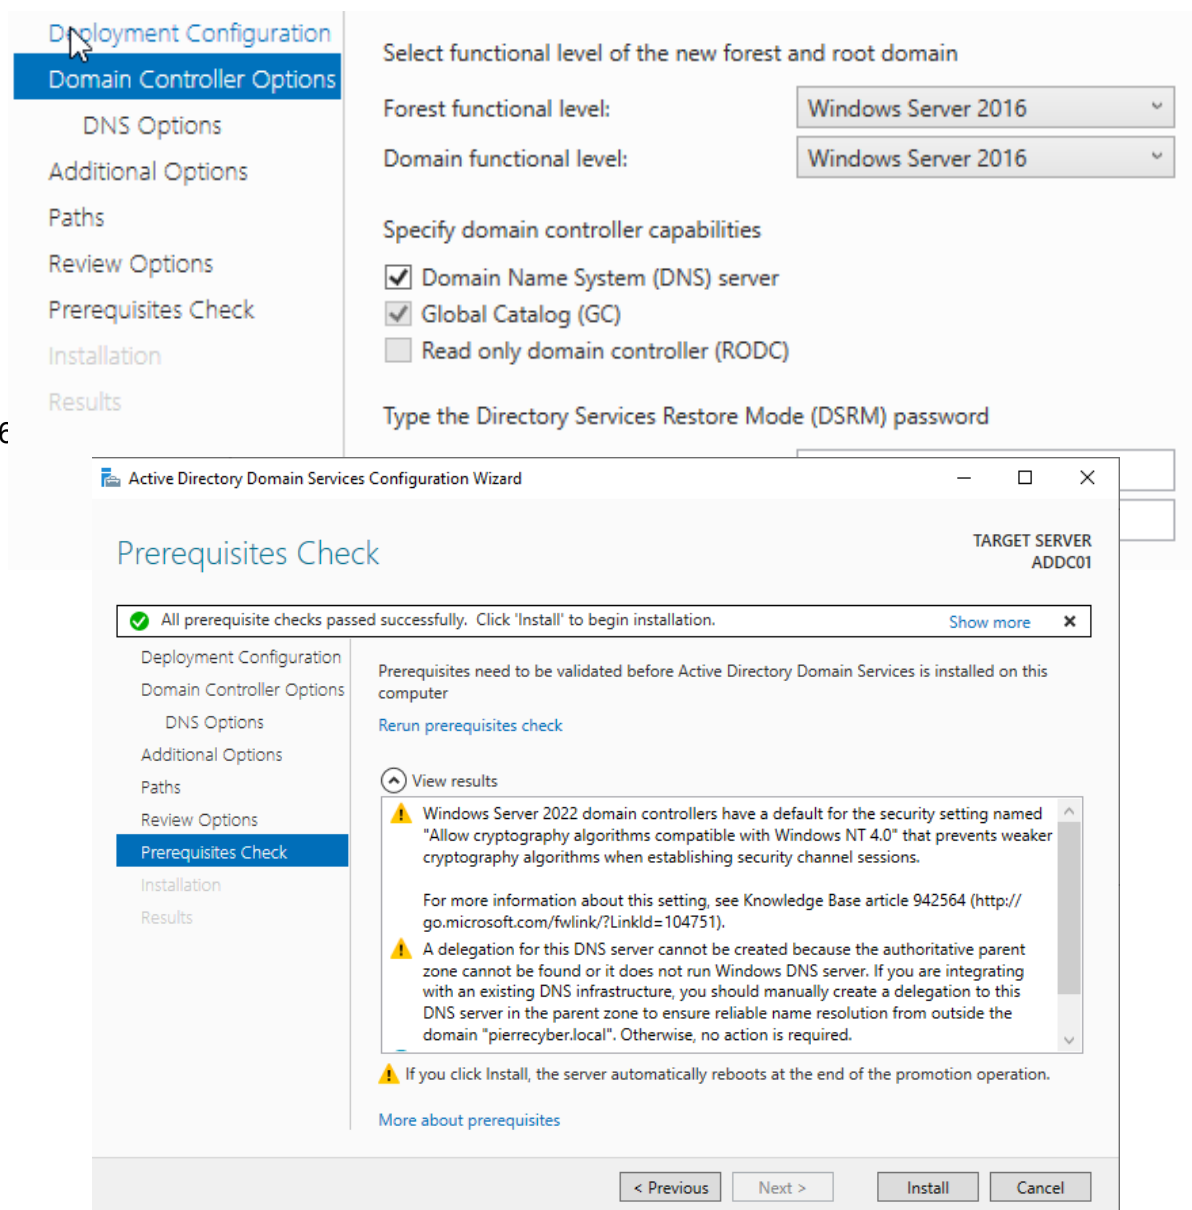 Deployment Configuration
Domain Controller Options
DNS Options
Additional Options
Paths
Review Options
Prerequisites Check
Installation
Results
Select functional level of the new forest and root domain
Forest functional level: Windows Server 2016
Domain functional level: Windows Server 2016
Specify domain controller capabilities
Domain Name System (DNS) server
Global Catalog (GC)
Read only domain controller (RODC)
Type the Directory Services Restore Mode (DSRM) password
Active Directory Domain Services Configuration Wizard
Prerequisites Check
TARGET SERVER
ADDC01
All prerequisite checks passed successfully. Click 'Install' to begin installation. Show more
Deployment Configuration
Domain Controller Options
DNS Options
Additional Options
Paths
Review Options
Prerequisites Check
Installation
Results
Prerequisites need to be validated before Active Directory Domain Services is installed on this
computer
Rerun prerequisites check
View results
Windows Server 2022 domain controllers have a default for the security setting named
"Allow cryptography algorithms compatible with Windows NT 4.0" that prevents weaker
cryptography algorithms when establishing security channel sessions.
For more information about this setting, see Knowledge Base article 942564 (http://
go.microsoft.com/fwlink/?LinkId=104751).
A delegation for this DNS server cannot be created because the authoritative parent
zone cannot be found or it does not run Windows DNS server. If you are integrating
with an existing DNS infrastructure, you should manually create a delegation to this
DNS server in the parent zone to ensure reliable name resolution from outside the
domain "pierrecyber.local". Otherwise, no action is required.
If you click Install, the server automatically reboots at the end of the promotion operation.
More about prerequisites
< Previous Next > Install Cancel